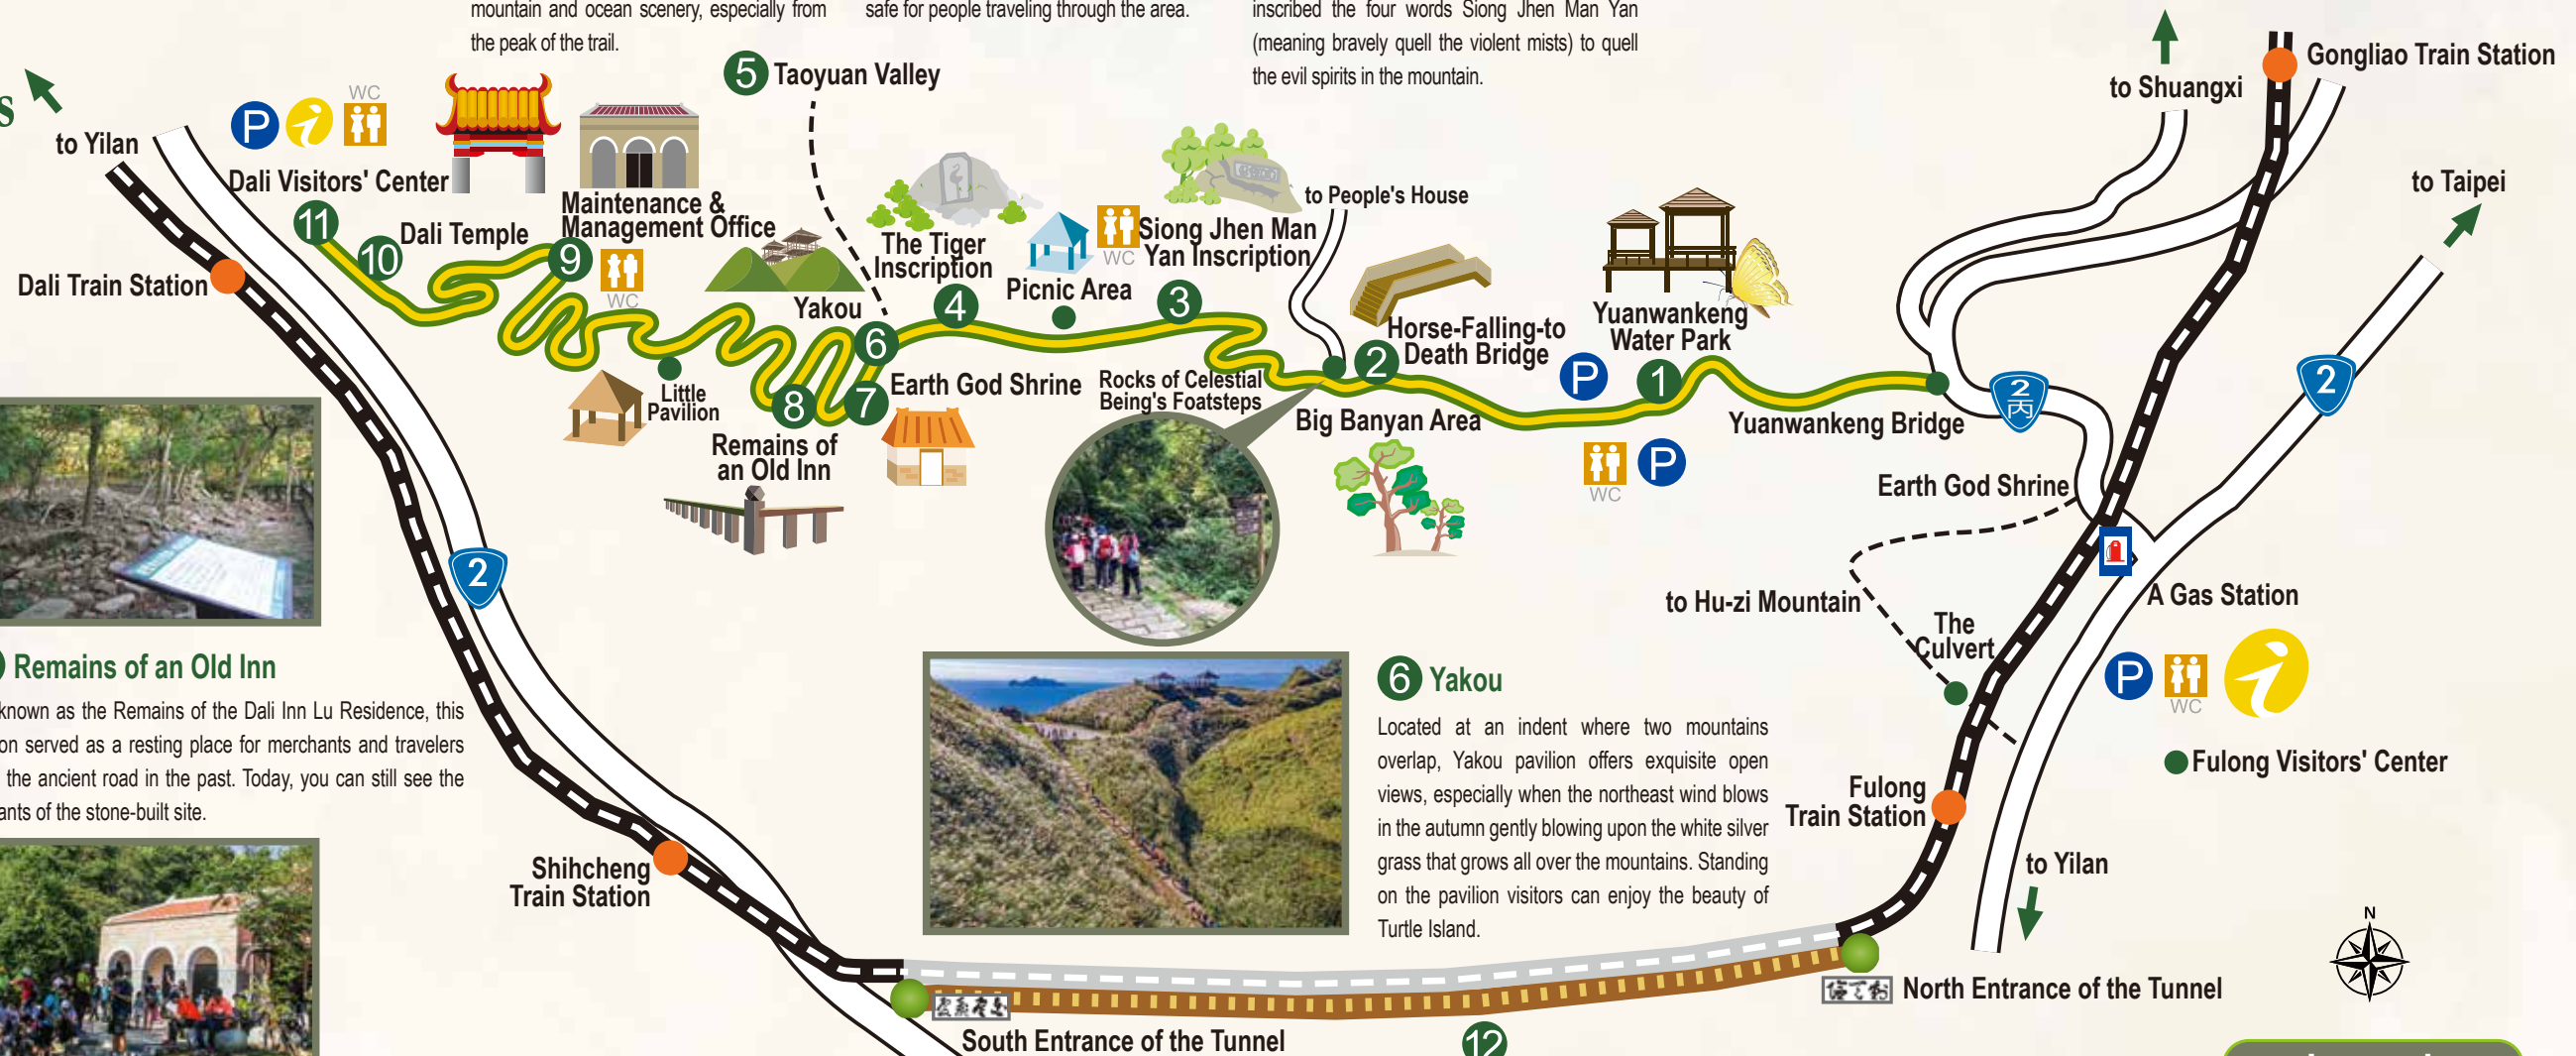 mountain and ocean scenery, especially from
the peak of the trail.
safe for people traveling through the area.
inscribed the four words Siong Jhen Man Yan
(meaning bravely quell the violent mists) to quell
the evil spirits in the mountain.
5 Taoyuan Valley
to Shuangxi
Gongliao Train Station
s
to Yilan
P
WC
Dali Visitors' Center
11
10
Dali Temple
9
Maintenance &
Management Office
WC
Dali Train Station
Yakou
6
The Tiger
Inscription
4
Picnic Area
WC
Siong Jhen Man
Yan Inscription
3
to People's House
Horse-Falling-to
Death Bridge
2
Yuanwankeng
Water Park
P
1
to Taipei
Little
Pavilion
8
7
Earth God Shrine
Remains of
an Old Inn
Rocks of Celestial
Being's Foatsteps
Big Banyan Area
WC
P
Yuanwankeng Bridge
2
丙
2
Earth God Shrine
to Hu-zi Mountain
The
Culvert
A Gas Station
P
WC
Fulong Visitors' Center
2
Remains of an Old Inn
known as the Remains of the Dali Inn Lu Residence, this
on served as a resting place for merchants and travelers
the ancient road in the past. Today, you can still see the
ants of the stone-built site.
6 Yakou
Located at an indent where two mountains
overlap, Yakou pavilion offers exquisite open
views, especially when the northeast wind blows
in the autumn gently blowing upon the white silver
grass that grows all over the mountains. Standing
on the pavilion visitors can enjoy the beauty of
Turtle Island.
Fulong
Train Station
to Yilan
Shihcheng
Train Station
N
North Entrance of the Tunnel
South Entrance of the Tunnel
12